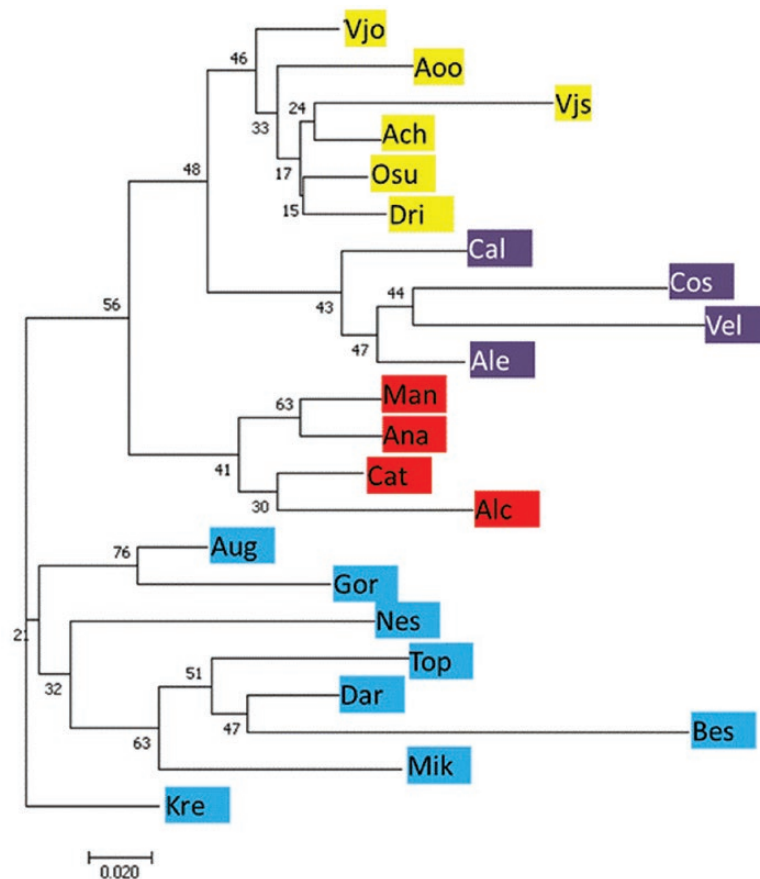 Vjo
46
Aoo
24
Vjs
33
Ach
17
Osu
48
15
Dri
Cal
44
Cos
56
43
Vel
47
Ale
63
Man
Ana
41
Cat
30
Alc
76
Aug
Gor
Nes
21
51
Top
32
Dar
47
Bes
63
Mik
Kre
0.020